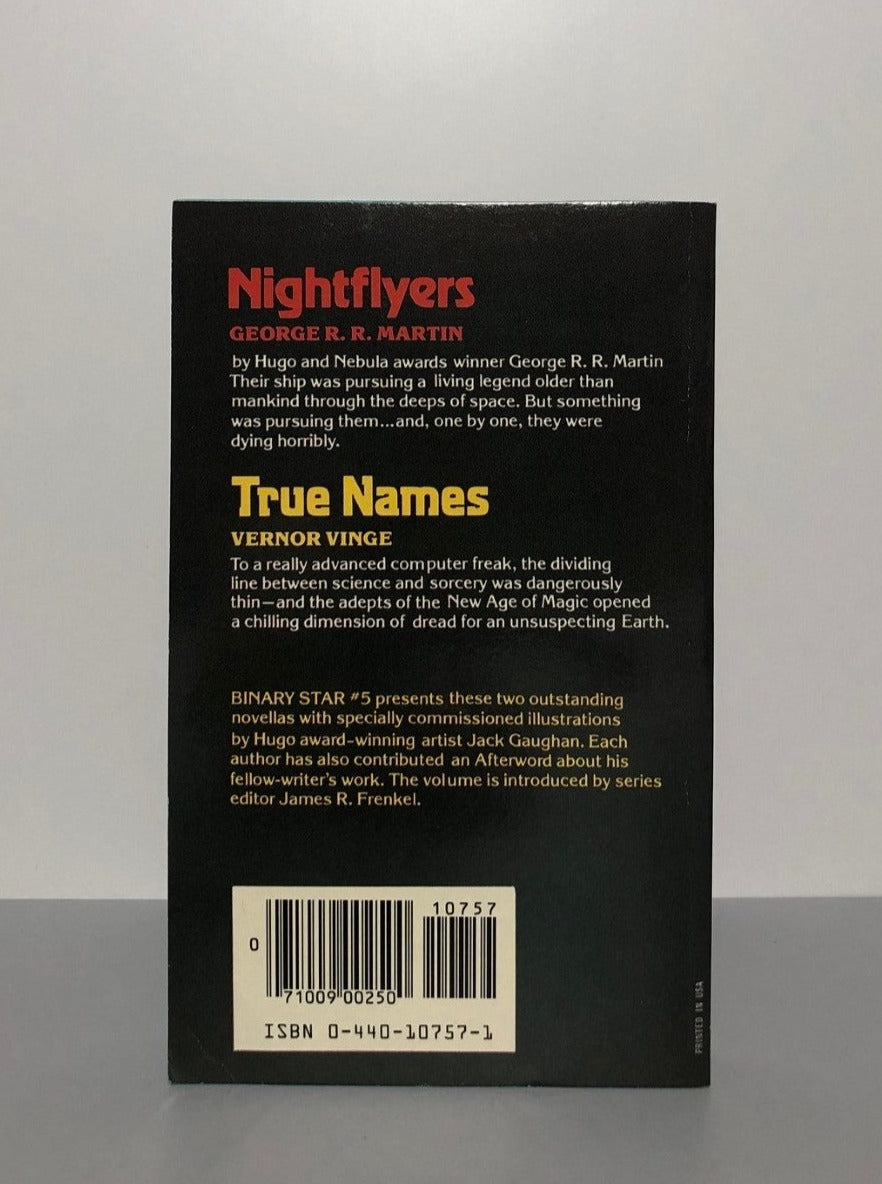 Nightflyers
GEORGE R. R. MARTIN
by Hugo and Nebula awards winner George R. R. Martin
Their ship was pursuing a living legend older than
mankind through the deeps of space. But something
was pursuing them...and, one by one, they were
dying horribly.
True Names
VERNOR VINGE
To a really advanced computer freak, the dividing
line between science and sorcery was dangerously
thin—and the adepts of the New Age of Magic opened
a chilling dimension of dread for an unsuspecting Earth.
BINARY STAR #5 presents these two outstanding
novellas with specially commissioned illustrations
by Hugo award-winning artist Jack Gaughan. Each
author has also contributed an Afterword about his
fellow-writer's work. The volume is introduced by series
editor James R. Frenkel.
10757
0
71009 00250
ISBN 0-440-10757-1
PRINTED IN USA